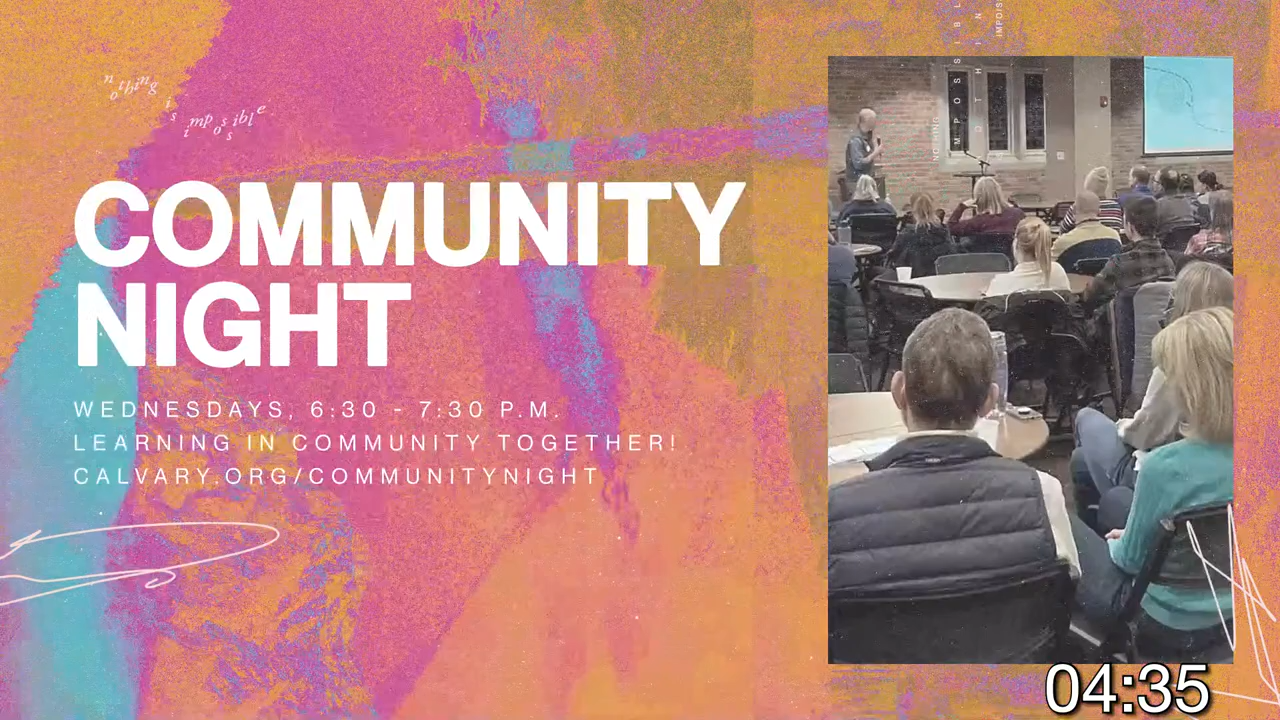 nothing
is
impossible.
COMMUNITY
NIGHT
WEDNESDAYS, 6:30 - 7:30 P.M.
LEARNING IN COMMUNITY TOGETHER!
CALVARY.ORG/COMMUNITYNIGHT
NOTHING
04:35